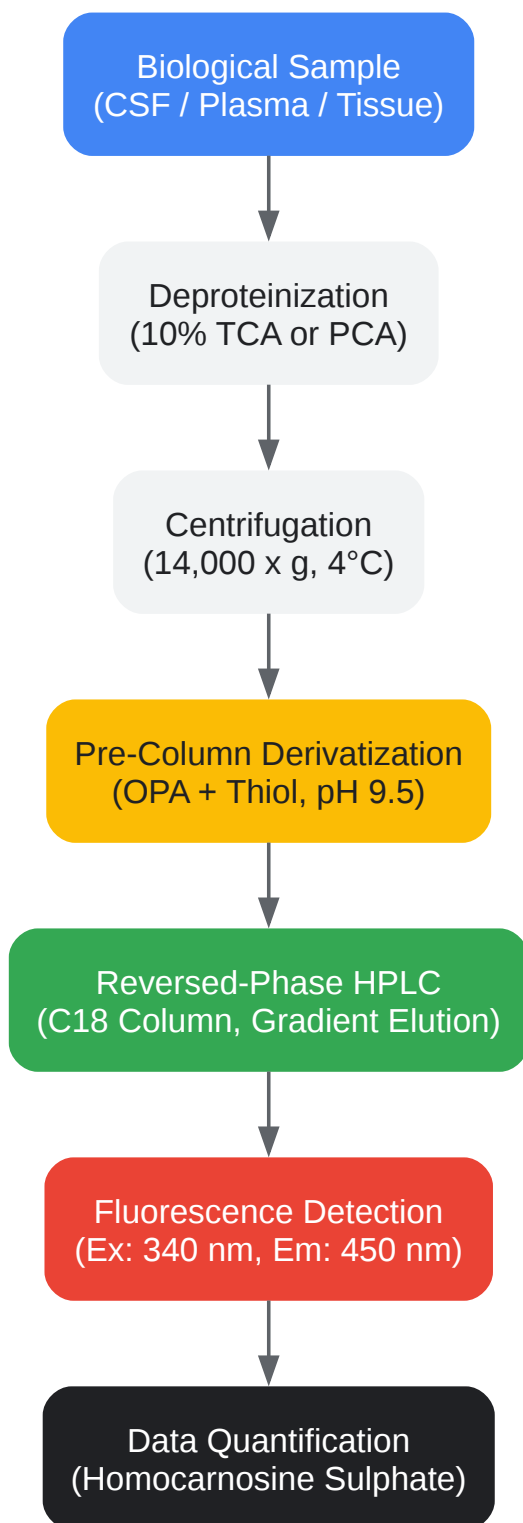 Biological Sample
(CSF / Plasma / Tissue)
Deproteinization
(10% TCA or PCA)
Centrifugation
(14,000 x g, 4°C)
Pre-Column Derivatization
(OPA + Thiol, pH 9.5)
Reversed-Phase HPLC
(C18 Column, Gradient Elution)
Fluorescence Detection
(Ex: 340 nm, Em: 450 nm)
Data Quantification
(Homocarnosine Sulphate)